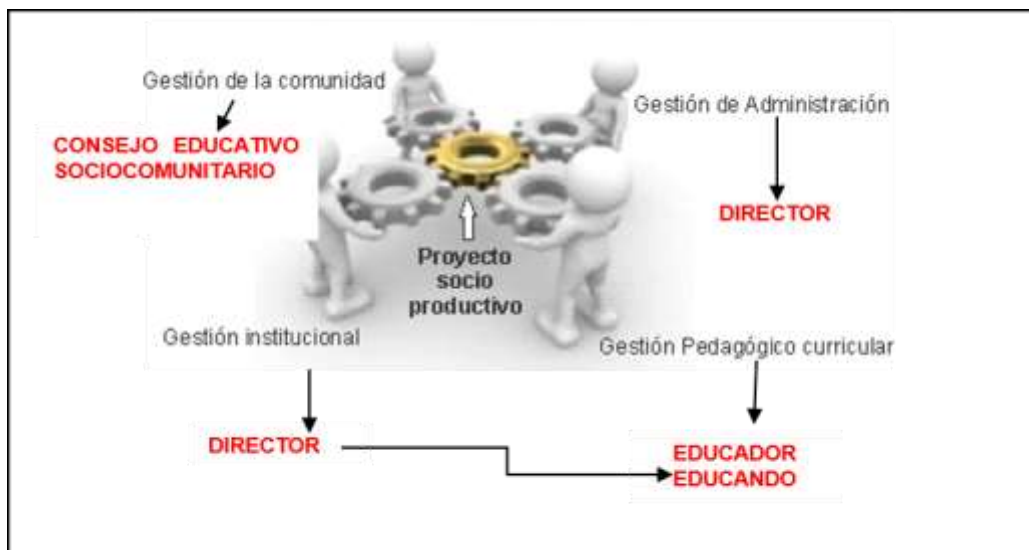 Gestión de la comunidad
CONSEJO EDUCATIVO
SOCIOCOMUNITARIO
Gestión de Administración
DIRECTOR
Proyecto
socio
productivo
Gestión institucional
DIRECTOR
Gestión Pedagógico curricular
EDUCADOR
EDUCANDO